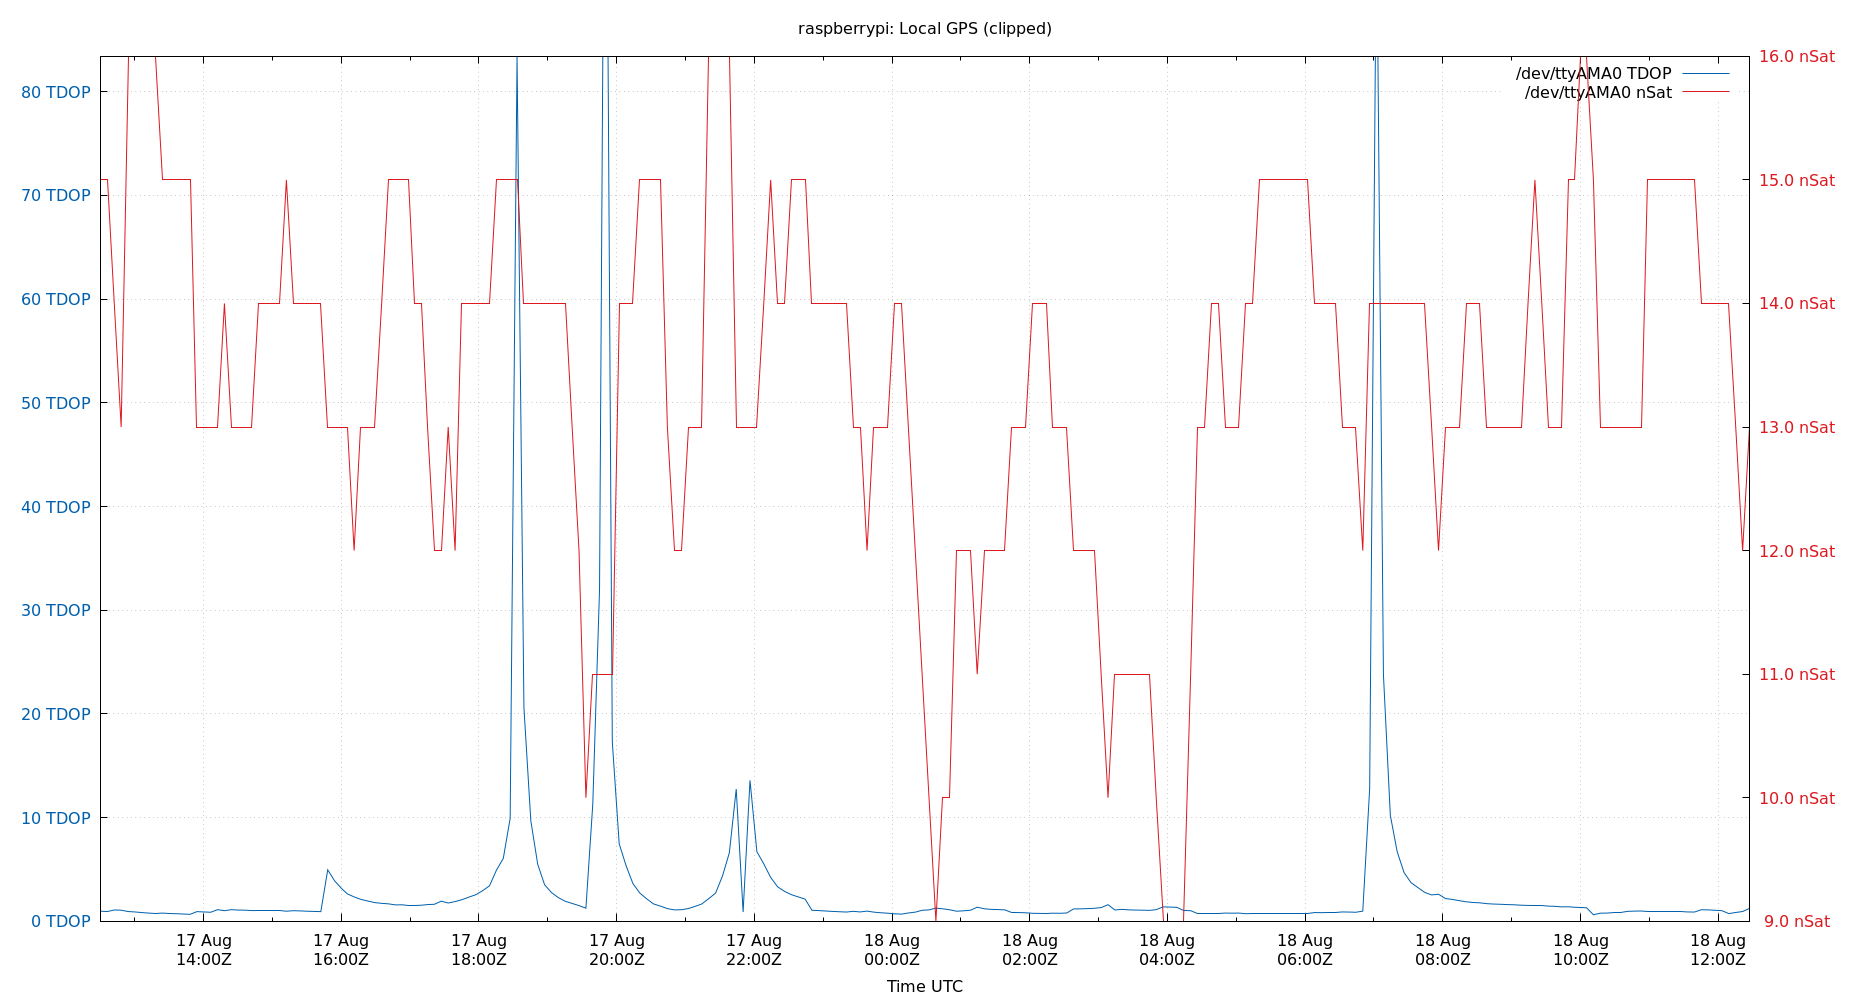 raspberrypi: Local GPS (clipped)
/dev/ttyAMA0 TDOP
/dev/ttyAMA0 nSat
80 TDOP
70 TDOP
60 TDOP
50 TDOP
40 TDOP
30 TDOP
20 TDOP
10 TDOP
0 TDOP
16.0 nSat
15.0 nSat
14.0 nSat
13.0 nSat
12.0 nSat
11.0 nSat
10.0 nSat
9.0 nSat
17 Aug
14:00Z
17 Aug
16:00Z
17 Aug
18:00Z
17 Aug
20:00Z
17 Aug
22:00Z
18 Aug
00:00Z
18 Aug
02:00Z
18 Aug
04:00Z
18 Aug
06:00Z
18 Aug
08:00Z
18 Aug
10:00Z
18 Aug
12:00Z
Time UTC